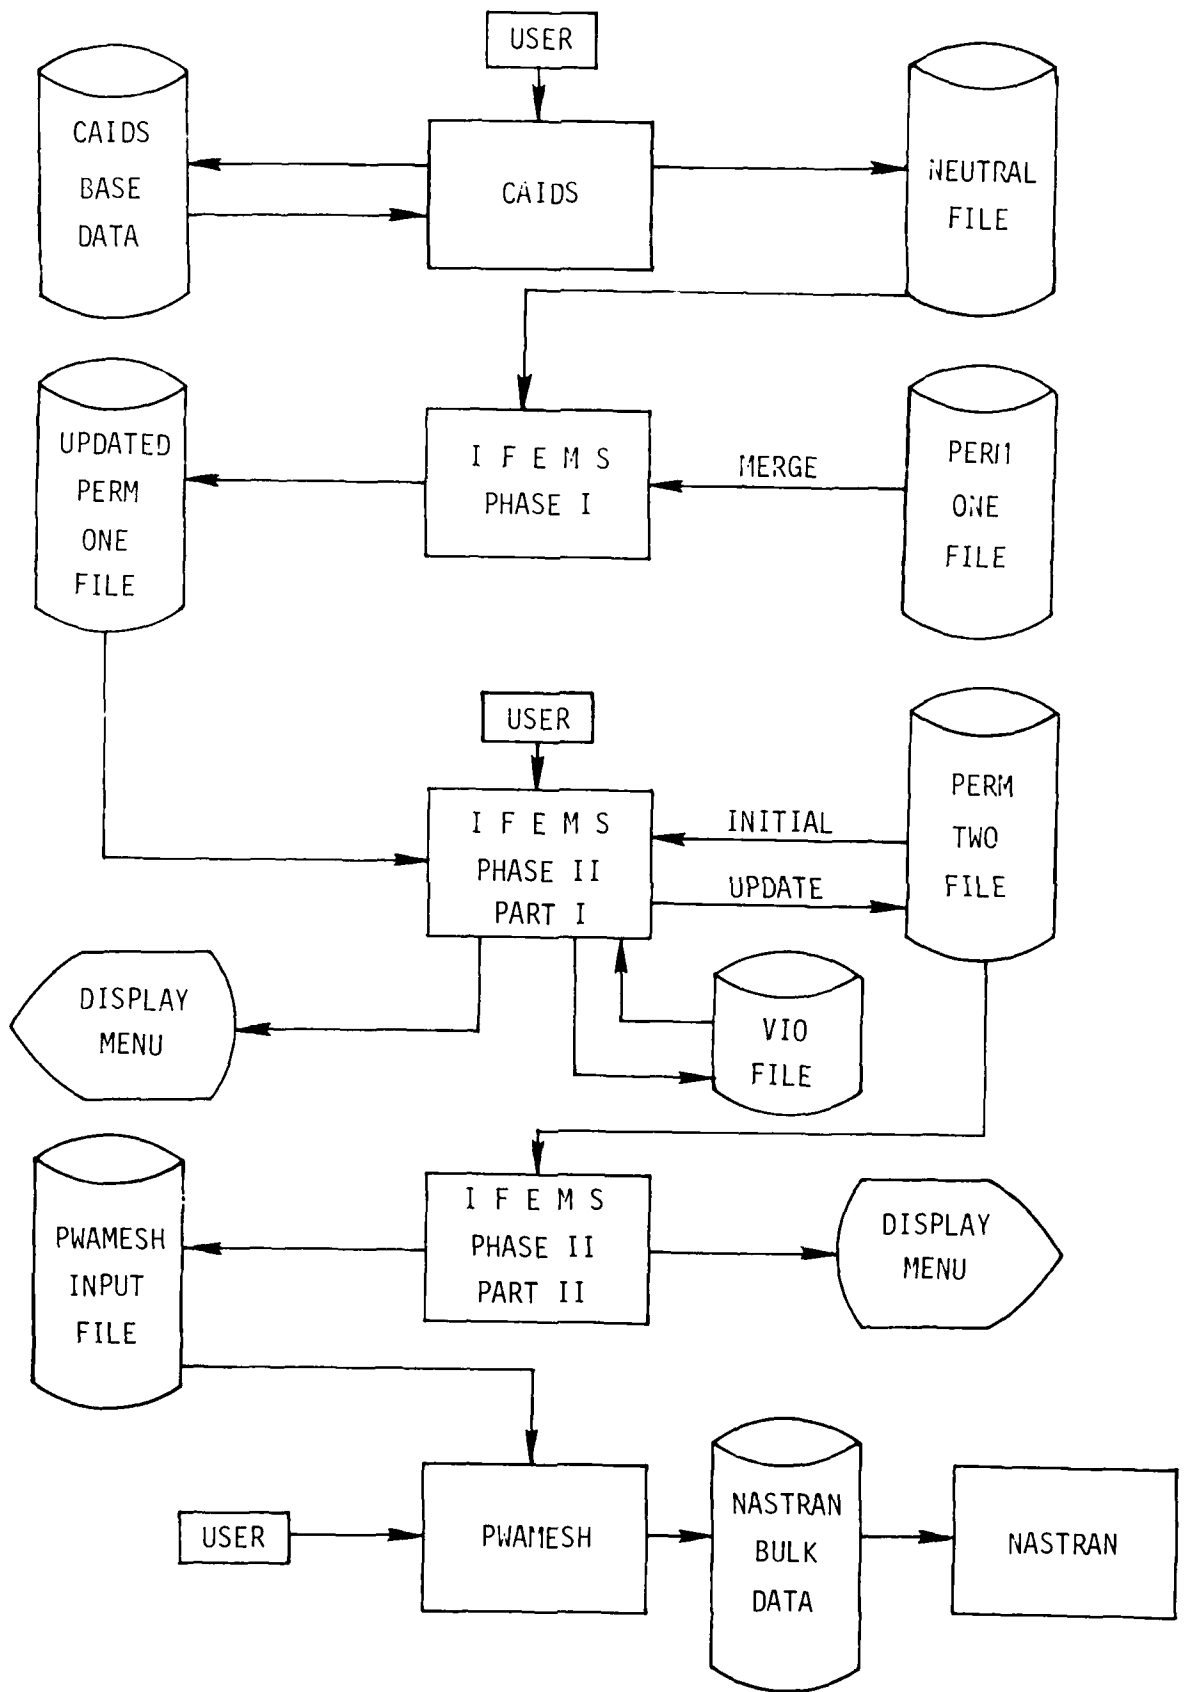 USER
CAIDS
BASE
DATA
CAIDS
NEUTRAL
FILE
UPDATED
PERM
ONE
FILE
I F E M S
PHASE I
MERGE
PERM
ONE
FILE
USER
I F E M S
PHASE II
PART I
INITIAL
UPDATE
PERM
TWO
FILE
DISPLAY
MENU
VIO
FILE
PWAMESH
INPUT
FILE
I F E M S
PHASE II
PART II
DISPLAY
MENU
USER
PWAMESH
NASTRAN
BULK
DATA
NASTRAN